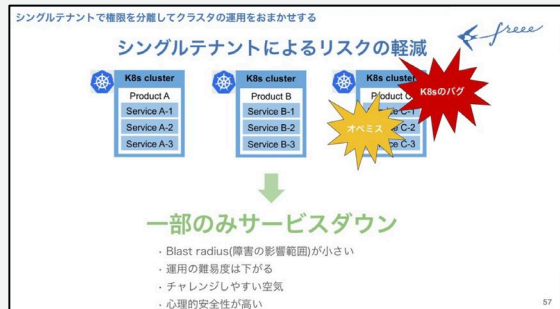 シングルテナントで権限を分離してクラスタの運用をおまかせする
freee
シングルテナントによるリスクの軽減
K8s cluster
Product A
Service A-1
Service A-2
Service A-3
K8s cluster
Product B
Service B-1
Service B-2
Service B-3
K8s cluster
Product C
C-1
C-2
C-3
K8sのバグ
オペミス
一部のみサービスダウン
・Blast radius(障害の影響範囲)が小さい
・運用の難易度は下がる
・チャレンジしやすい空気
・心理的安全性が高い
57